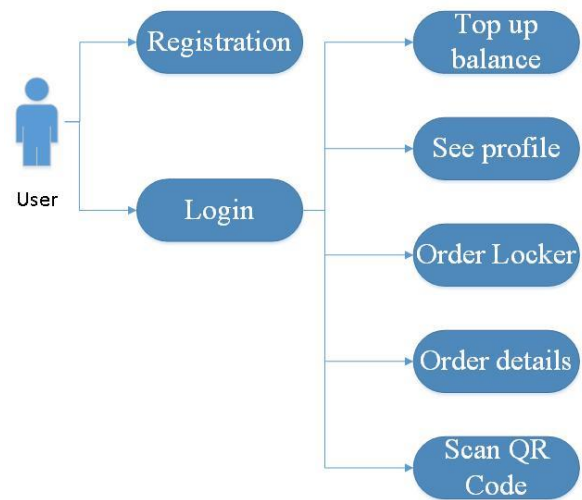 Registration
User
Login
Top up
balance
See profile
Order Locker
Order details
Scan QR
Code